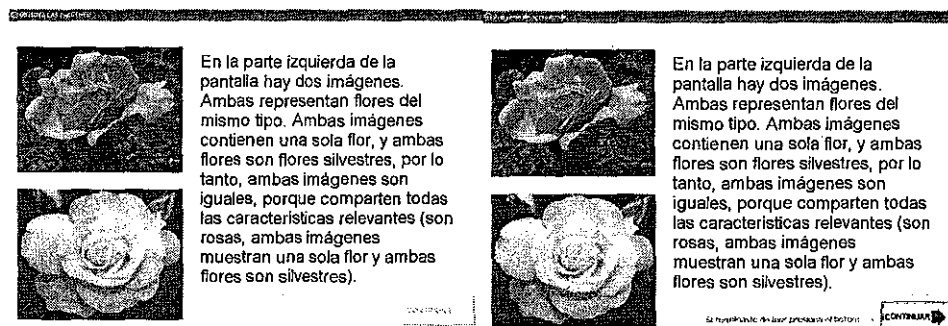 En la parte izquierda de la
pantalla hay dos imágenes.
Ambas representan flores del
mismo tipo. Ambas imágenes
contienen una sola flor, y ambas
flores son flores silvestres, por lo
tanto, ambas imágenes son
iguales, porque comparten todas
las características relevantes (son
rosas, ambas imágenes
muestran una sola flor y ambas
flores son silvestres).
En la parte izquierda de la
pantalla hay dos imágenes.
Ambas representan flores del
mismo tipo. Ambas imágenes
contienen una sola flor, y ambas
flores son flores silvestres, por lo
tanto, ambas imágenes son
iguales, porque comparten todas
las características relevantes (son
rosas, ambas imágenes
muestran una sola flor y ambas
flores son silvestres).
CONTINUAR